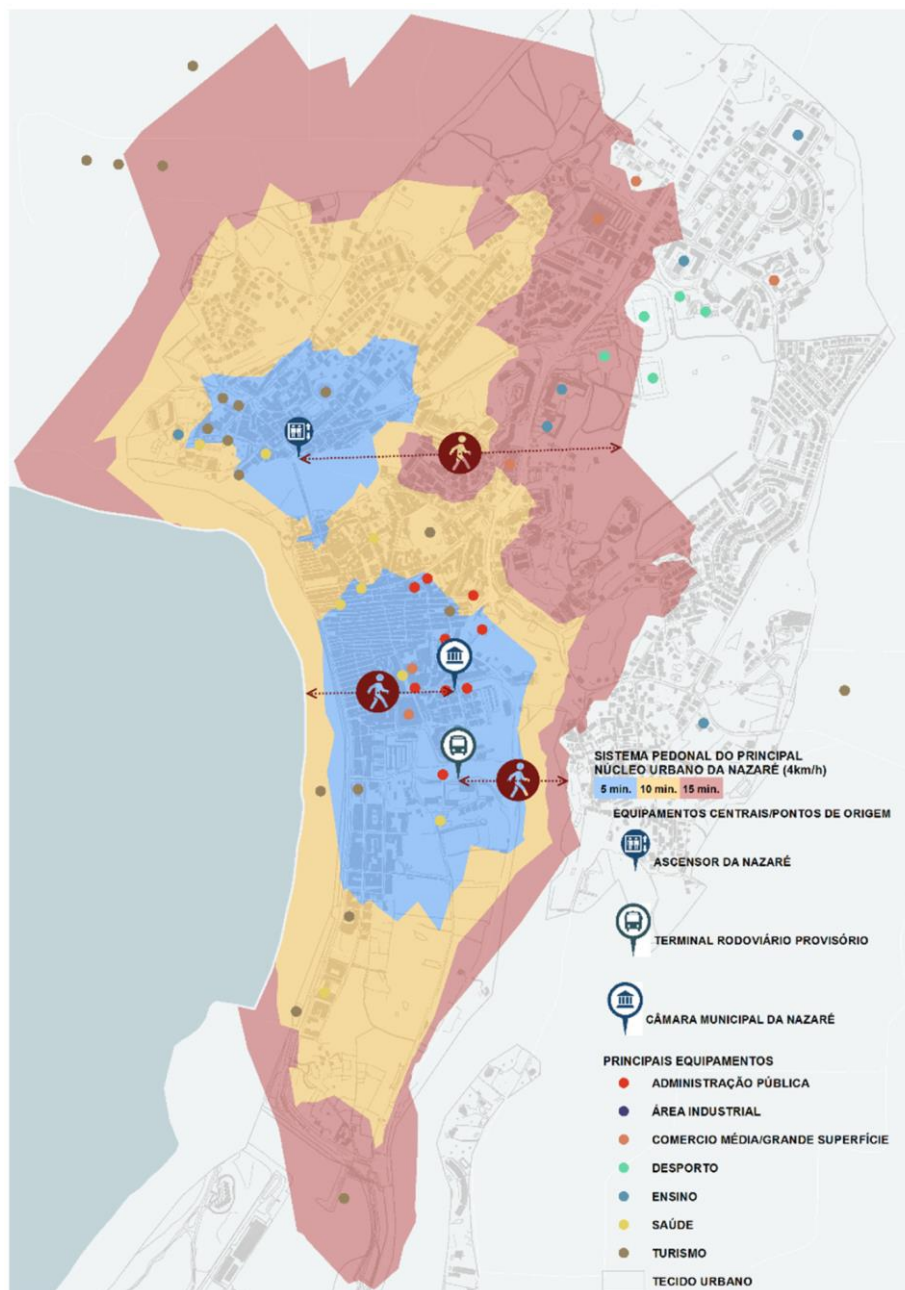 SISTEMA PEDONAL DO PRINCIPAL
NÚCLEO URBANO DA NAZARÉ (4km/h)
5 min. 10 min. 15 min.
EQUIPAMENTOS CENTRAIS/PONTOS DE ORIGEM
ASCENSOR DA NAZARÉ
TERMINAL RODOVIÁRIO PROVISÓRIO
CÂMARA MUNICIPAL DA NAZARÉ
PRINCIPAIS EQUIPAMENTOS
ADMINISTRAÇÃO PÚBLICA
ÁREA INDUSTRIAL
COMERCIO MÉDIA/GRANDE SUPERFÍCIE
DESPORTO
ENSINO
SAÚDE
TURISMO
TECIDO URBANO